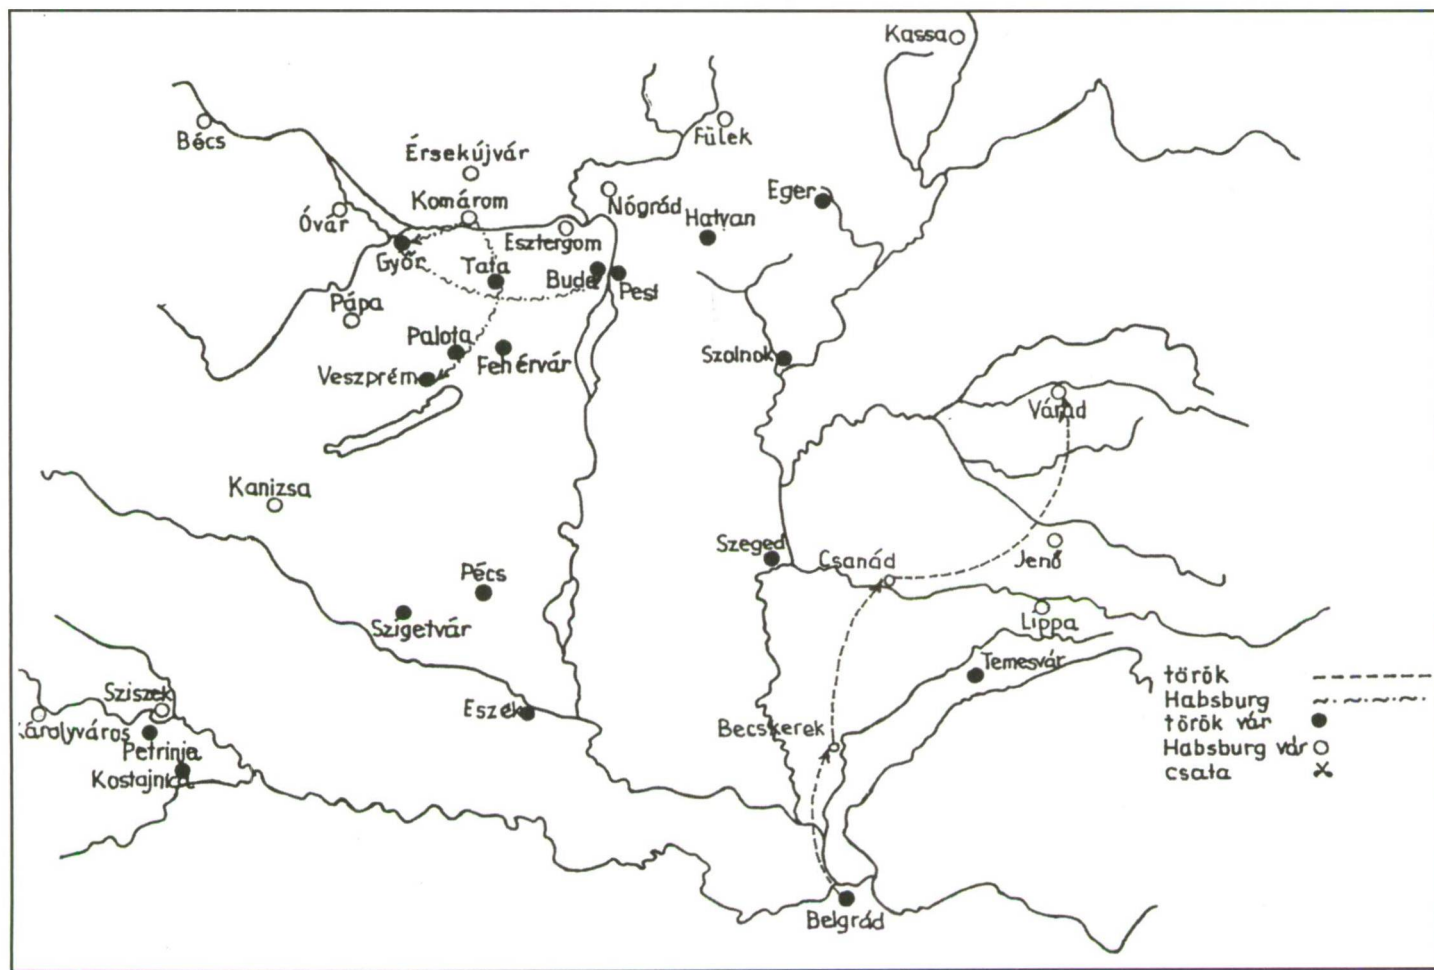 Kassa
Bécs
Fülek
Érsekújvár
Komárom
Eger
Óvár
Nógrád
Hatvan
Esztergom
Győr
Tata
Buda
Pest
Pápa
Palota
Fehérvár
Szolnok
Veszprém
Várad
Kanizsa
Szeged
Csanád
Jenő
Pécs
Szigetvár
Lippa
Temesvár
török
Sziszek
Habsburg
Eszék
török vár
Károlyváros
Becskerek
Petrinja
Habsburg vár
Kostajnica
csata
Belgrád